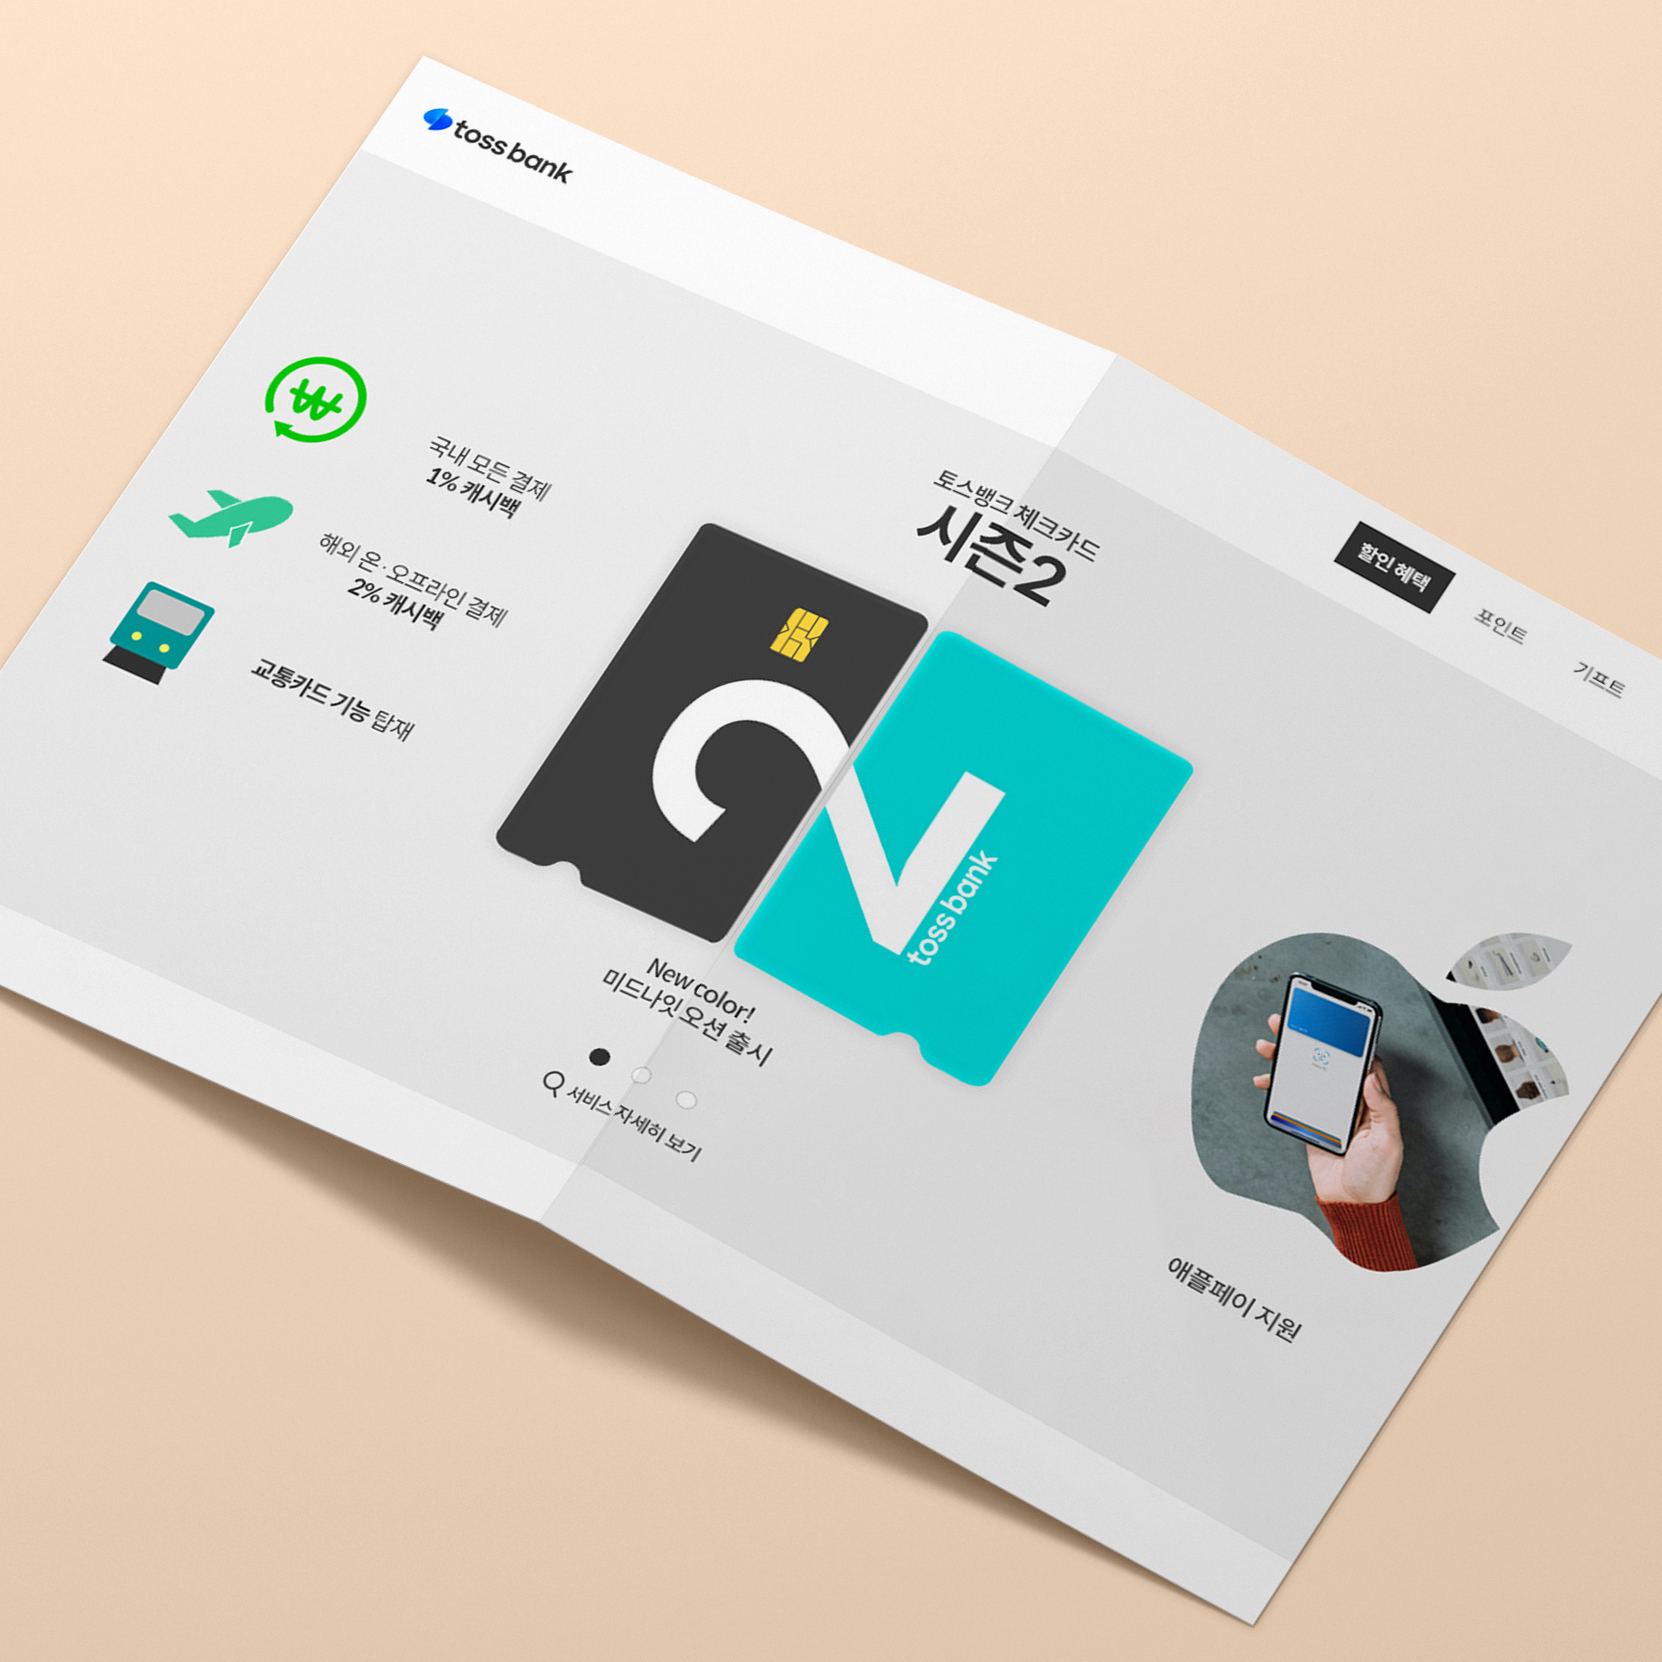 toss bank
할인 혜택
포인트
기프트
국내 모든 결제
1% 캐시백
해외 온·오프라인 결제
2% 캐시백
교통카드 기능 탑재
토스뱅크 체크카드
시즌2
2
toss bank
New color!
미드나잇 오션 출시
서비스 자세히 보기
애플페이 지원